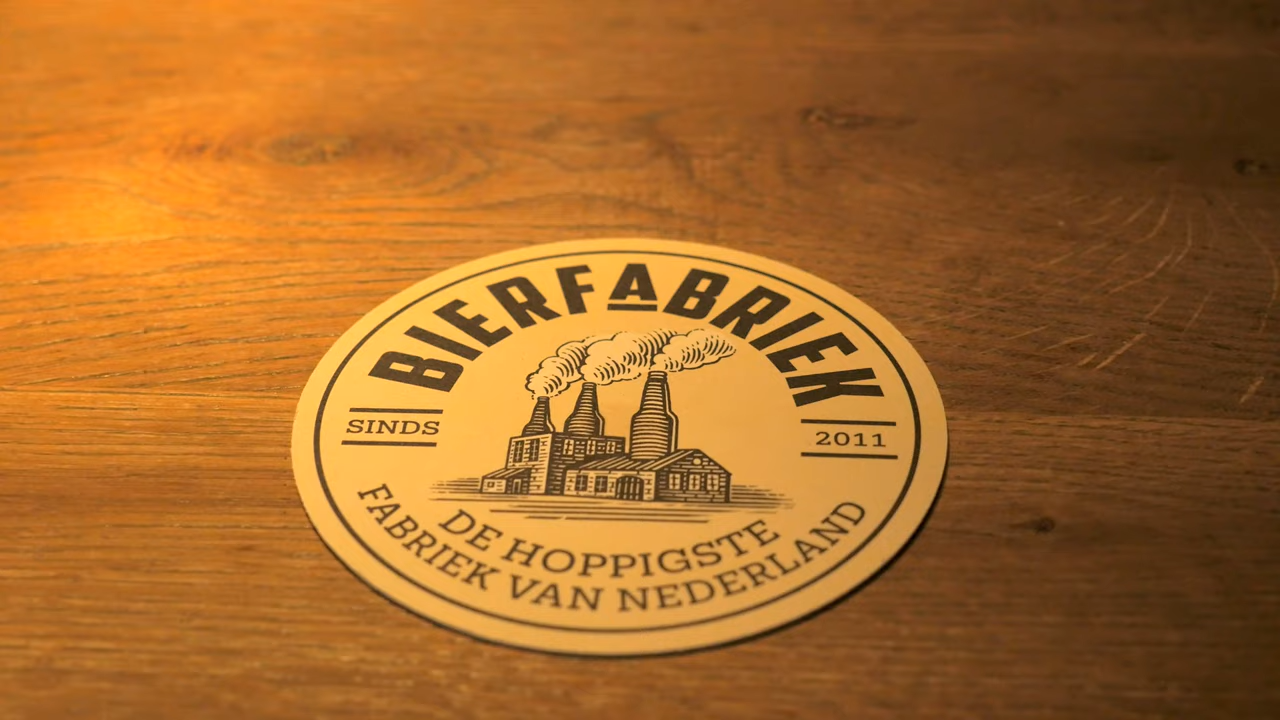 BIERFABRIEK
SINDS
2011
DE HOPPIGSTE
FABRIEK VAN NEDERLAND